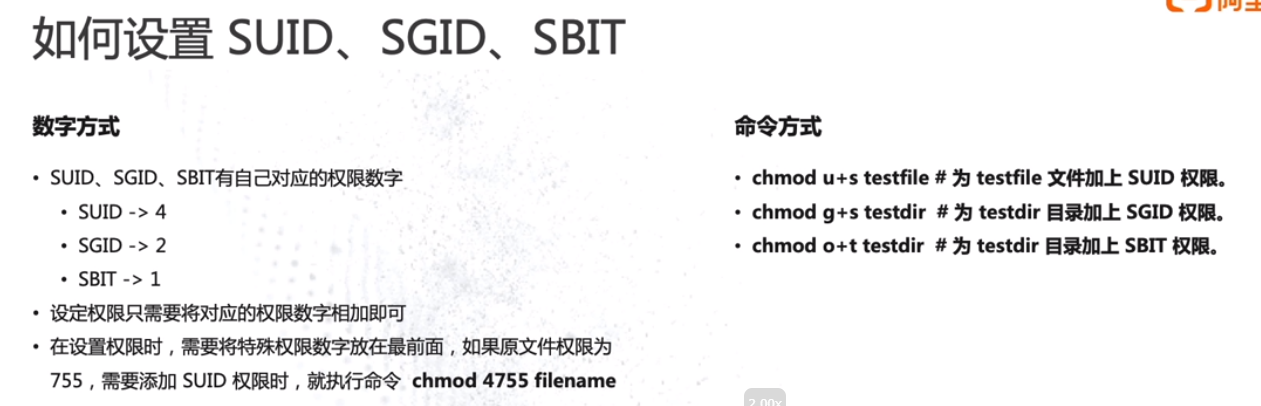 如何设置 SUID、SGID、SBIT
数字方式
• SUID、SGID、SBIT有自己对应的权限数字
• SUID -> 4
• SGID -> 2
• SBIT -> 1
• 设定权限只需要将对应的权限数字相加即可
• 在设置权限时，需要将特殊权限数字放在最前面，如果原文件权限为
755，需要添加 SUID 权限时，就执行命令 chmod 4755 filename
命令方式
• chmod u+s testfile # 为 testfile 文件加上 SUID 权限。
• chmod g+s testdir # 为 testdir 目录加上 SGID 权限。
• chmod o+t testdir # 为 testdir 目录加上 SBIT 权限。
2.00x